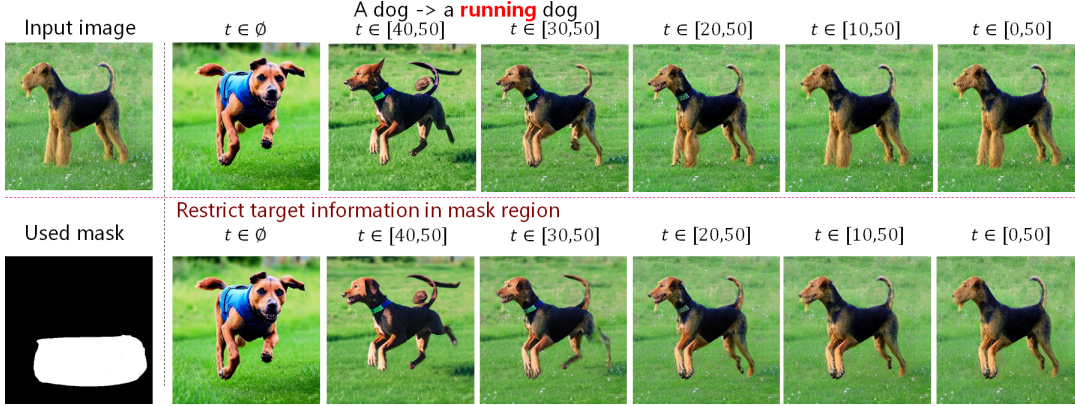 A dog -> a running dog
Input image
t ∈ ∅
t ∈ [40,50]
t ∈ [30,50]
t ∈ [20,50]
t ∈ [10,50]
t ∈ [0,50]
Restrict target information in mask region
Used mask
t ∈ ∅
t ∈ [40,50]
t ∈ [30,50]
t ∈ [20,50]
t ∈ [10,50]
t ∈ [0,50]